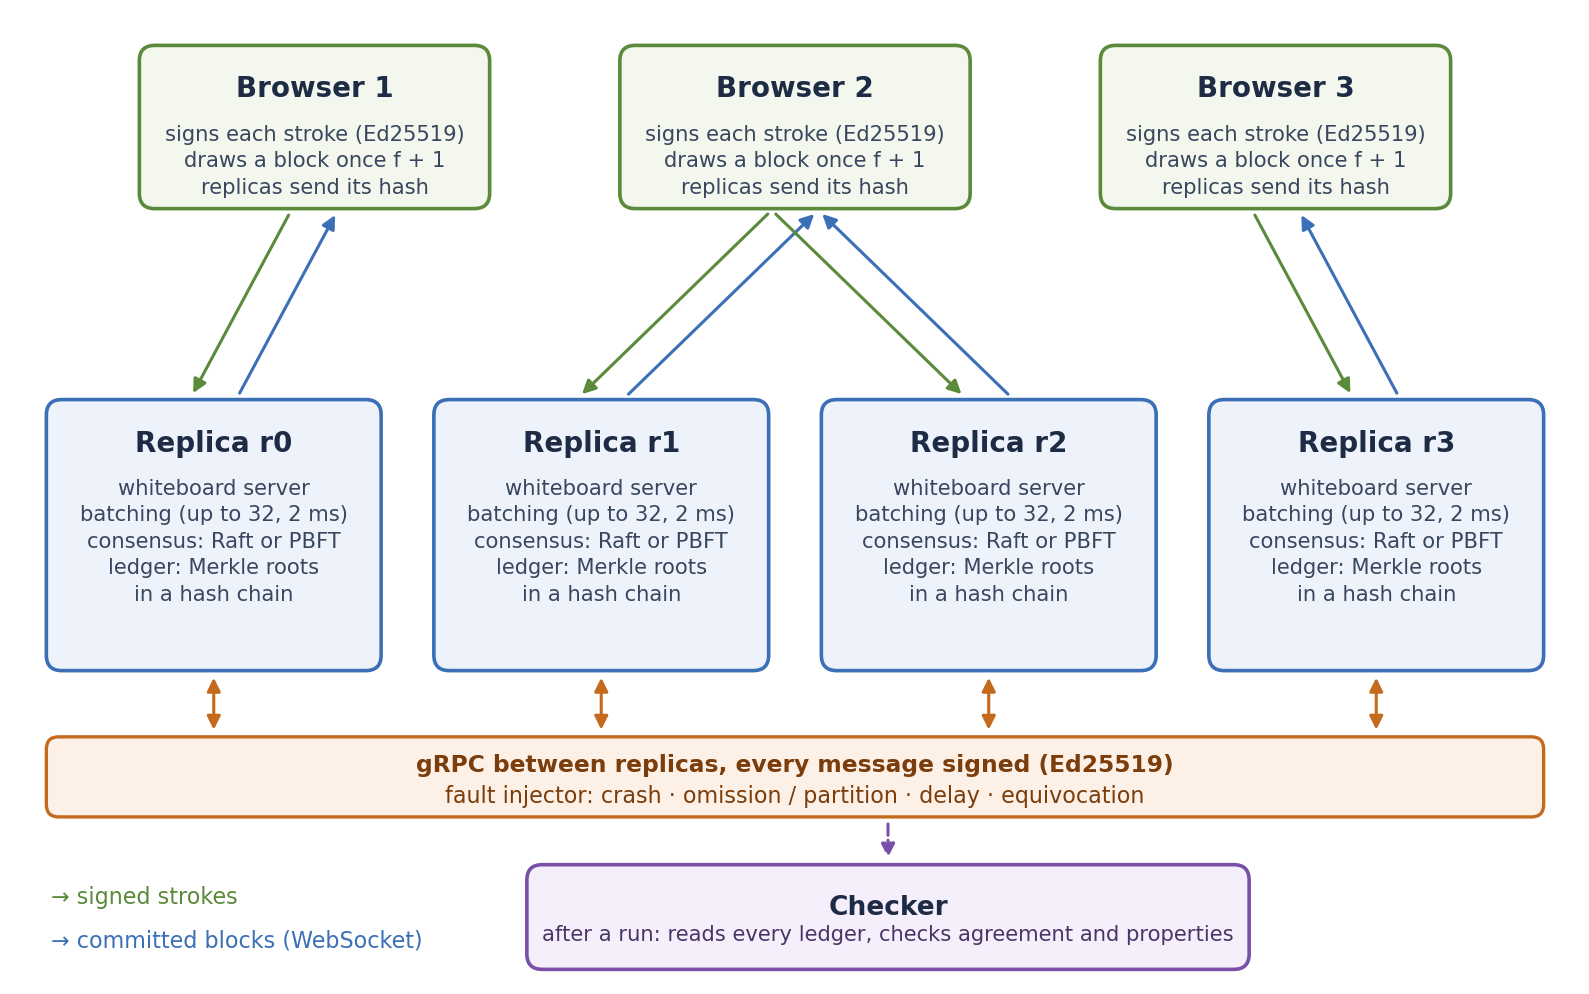 Browser 1
signs each stroke (Ed25519)
draws a block once f + 1
replicas send its hash
Browser 2
signs each stroke (Ed25519)
draws a block once f + 1
replicas send its hash
Browser 3
signs each stroke (Ed25519)
draws a block once f + 1
replicas send its hash
Replica r0
whiteboard server
batching (up to 32, 2 ms)
consensus: Raft or PBFT
ledger: Merkle roots
in a hash chain
Replica r1
whiteboard server
batching (up to 32, 2 ms)
consensus: Raft or PBFT
ledger: Merkle roots
in a hash chain
Replica r2
whiteboard server
batching (up to 32, 2 ms)
consensus: Raft or PBFT
ledger: Merkle roots
in a hash chain
Replica r3
whiteboard server
batching (up to 32, 2 ms)
consensus: Raft or PBFT
ledger: Merkle roots
in a hash chain
gRPC between replicas, every message signed (Ed25519)
fault injector: crash · omission / partition · delay · equivocation
→ signed strokes
→ committed blocks (WebSocket)
Checker
after a run: reads every ledger, checks agreement and properties